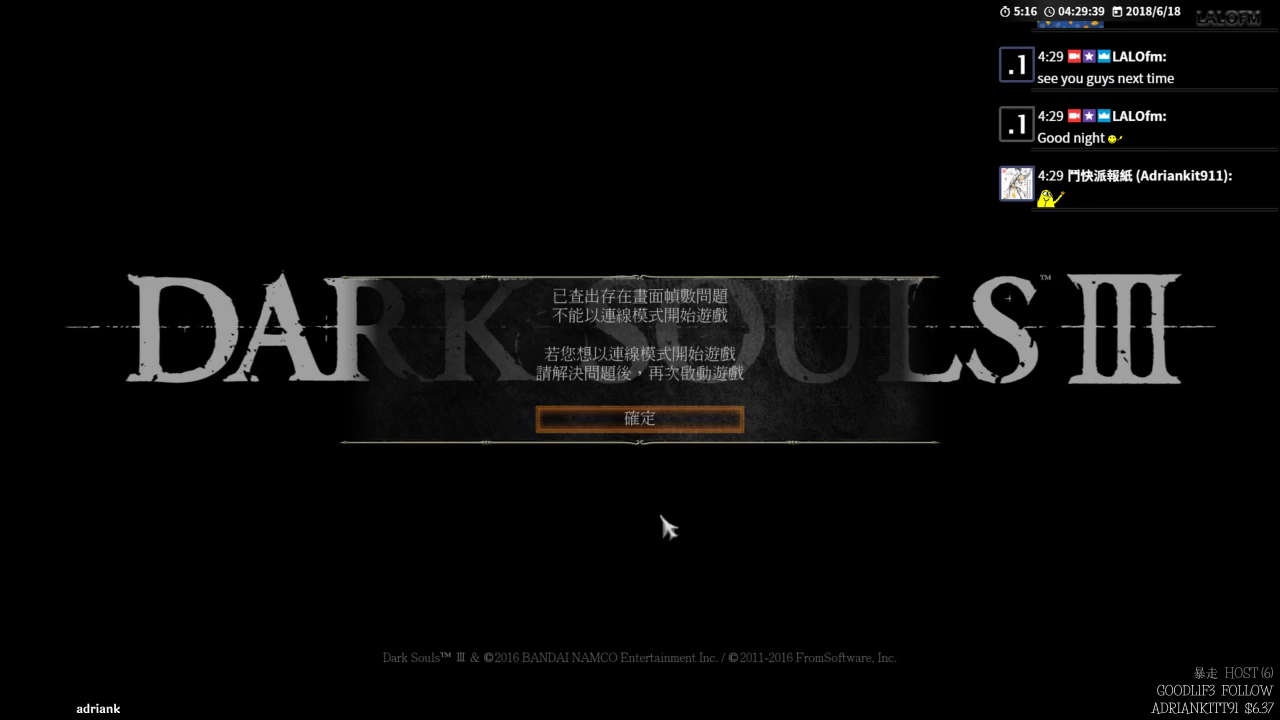 5:16 04:29:39 2018/6/18 LALOFM
.1 4:29 LALOfm:
see you guys next time
.1 4:29 LALOfm:
Good night
4:29 鬥快派報紙 (Adriankit911):
DARK SOULS™ III
已查出存在畫面幀數問題
不能以連線模式開始遊戲
若您想以連線模式開始遊戲
請解決問題後，再次啟動遊戲
確定
Dark Souls™ III & ©2016 BANDAI NAMCO Entertainment Inc. / ©2011-2016 FromSoftware, Inc.
暴走 HOST (6)
GOODL1F3 FOLLOW
ADRIANKITT91 $6.37
adriank